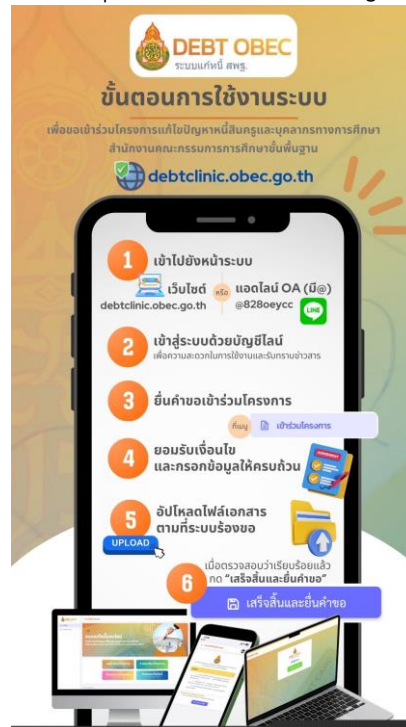 DEBT OBEC
ระบบแก้หนี้ สพฐ.
ขั้นตอนการใช้งานระบบ
เพื่อขอเข้าร่วมโครงการแก้ไขปัญหาหนี้สินครูและบุคลากรทางการศึกษา
สำนักงานคณะกรรมการการศึกษาขั้นพื้นฐาน
debtclinic.obec.go.th
1
เข้าไปยังหน้าระบบ
เว็บไซต์ หรือ แอดไลน์ OA (มี@)
debtclinic.obec.go.th @828oeycc
LINE
2
เข้าสู่ระบบด้วยบัญชีไลน์
เพื่อความสะดวกในการใช้งานและรับทราบข่าวสาร
3
ยื่นคำขอเข้าร่วมโครงการ
ที่เมนู เข้าร่วมโครงการ
4
ยอมรับเงื่อนไข
และกรอกข้อมูลให้ครบถ้วน
5
อัปโหลดไฟล์เอกสาร
ตามที่ระบบร้องขอ
UPLOAD
6
เมื่อตรวจสอบว่าเรียบร้อยแล้ว
กด “เสร็จสิ้นและยื่นคำขอ”
เสร็จสิ้นและยื่นคำขอ